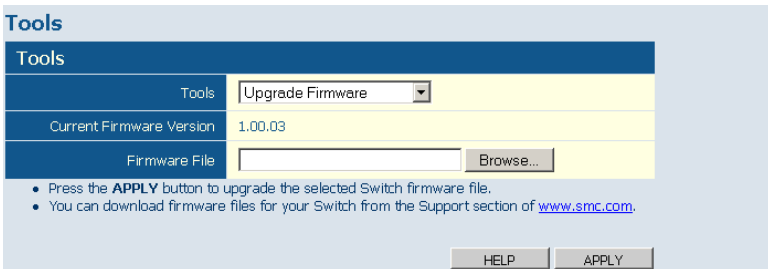 Tools
Tools
Tools Upgrade Firmware
Current Firmware Version 1.00.03
Firmware File Browse...
• Press the APPLY button to upgrade the selected Switch firmware file.
• You can download firmware files for your Switch from the Support section of www.smc.com.
HELP APPLY